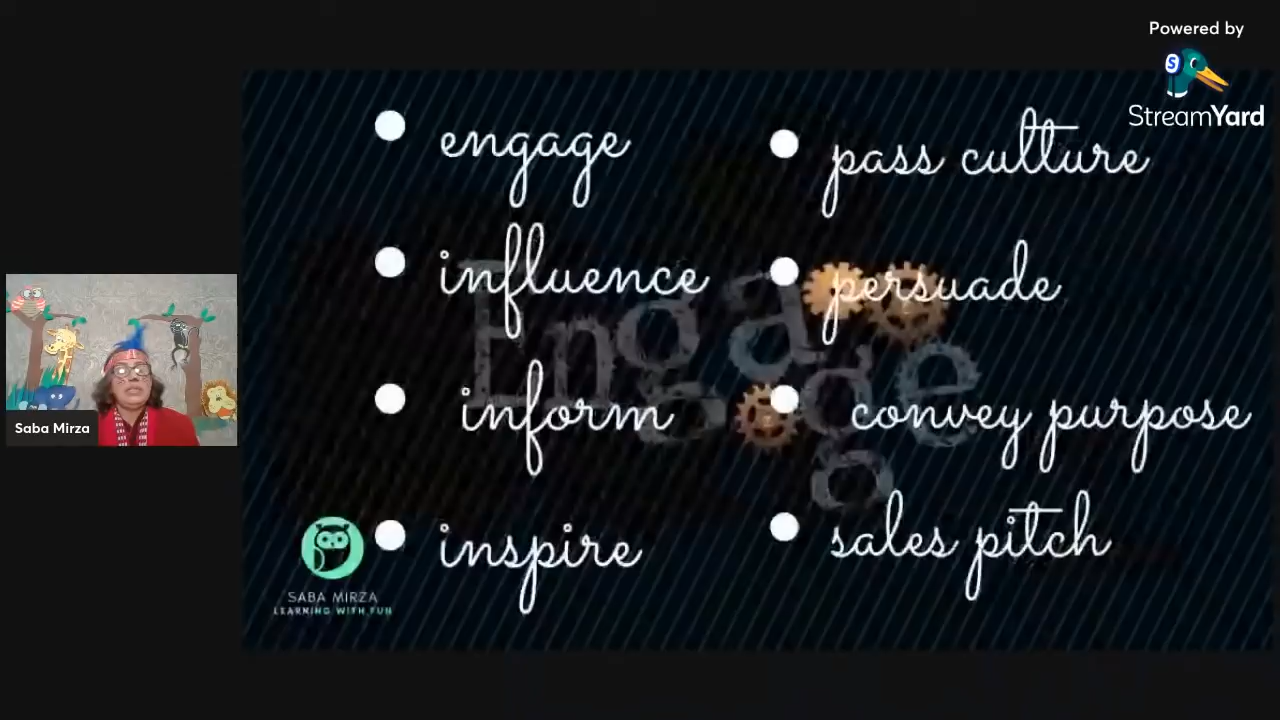 Powered by
StreamYard
engage
influence
inform
inspire
pass culture
persuade
convey purpose
sales pitch
Engage
Saba Mirza
SABA MIRZA
LEARNING WITH FUN